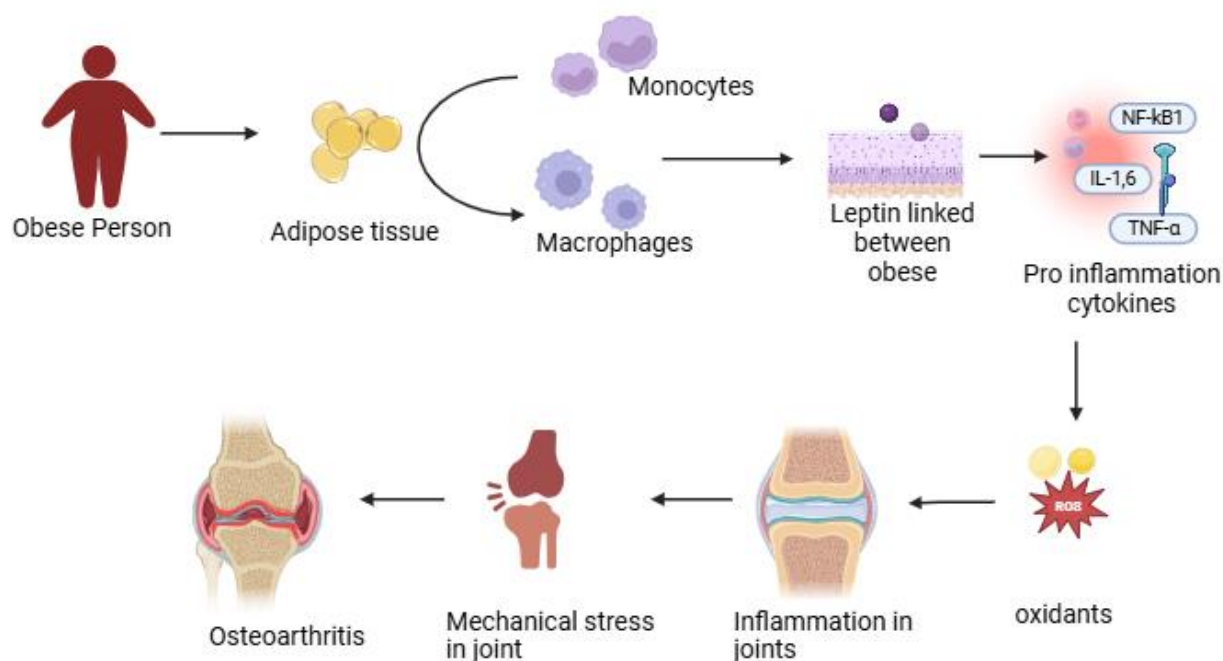 Obese Person
Adipose tissue
Monocytes
Macrophages
Leptin linked
between
obese
NF-kB1
IL-1,6
TNF-α
Pro inflammation
cytokines
ROS
oxidants
Inflammation in
joints
Mechanical stress
in joint
Osteoarthritis